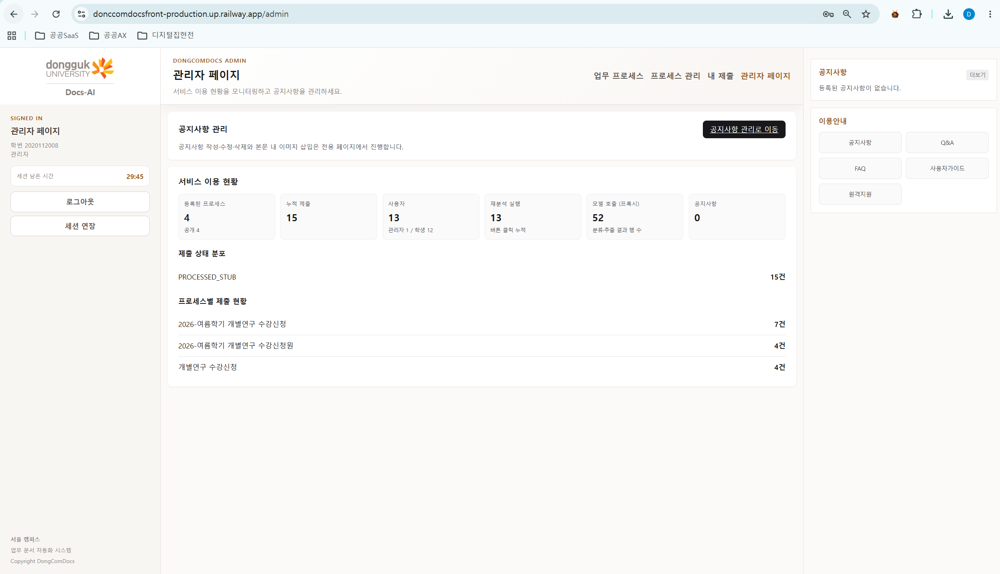 donccomdocsfront-production.up.railway.app/admin
D
공공SaaS
공공AX
디지털집현전
dongguk
UNIVERSITY
Docs-AI
SIGNED IN
관리자 페이지
학번 2020112008
관리자
세션 남은 시간
29:45
로그아웃
세션 연장
서울 캠퍼스
업무 문서 자동화 시스템
Copyright DongComDocs
DONGCOMDOCS ADMIN
관리자 페이지
서비스 이용 현황을 모니터링하고 공지사항을 관리하세요.
업무 프로세스
프로세스 관리
내 제출
관리자 페이지
공지사항 관리
공지사항 관리로 이동
공지사항 작성·수정·삭제와 본문 내 이미지 삽입은 전용 페이지에서 진행합니다.
서비스 이용 현황
등록된 프로세스
4
공개 4
누적 제출
15
사용자
13
관리자 1 / 학생 12
재분석 실행
13
버튼 클릭 누적
모델 호출 (프록시)
52
분류·추출 결과 행 수
공지사항
0
제출 상태 분포
PROCESSED_STUB
15건
프로세스별 제출 현황
2026-여름학기 개별연구 수강신청
7건
2026-여름학기 개별연구 수강신청원
4건
개별연구 수강신청
4건
공지사항
더보기
등록된 공지사항이 없습니다.
이용안내
공지사항
Q&A
FAQ
사용자가이드
원격지원